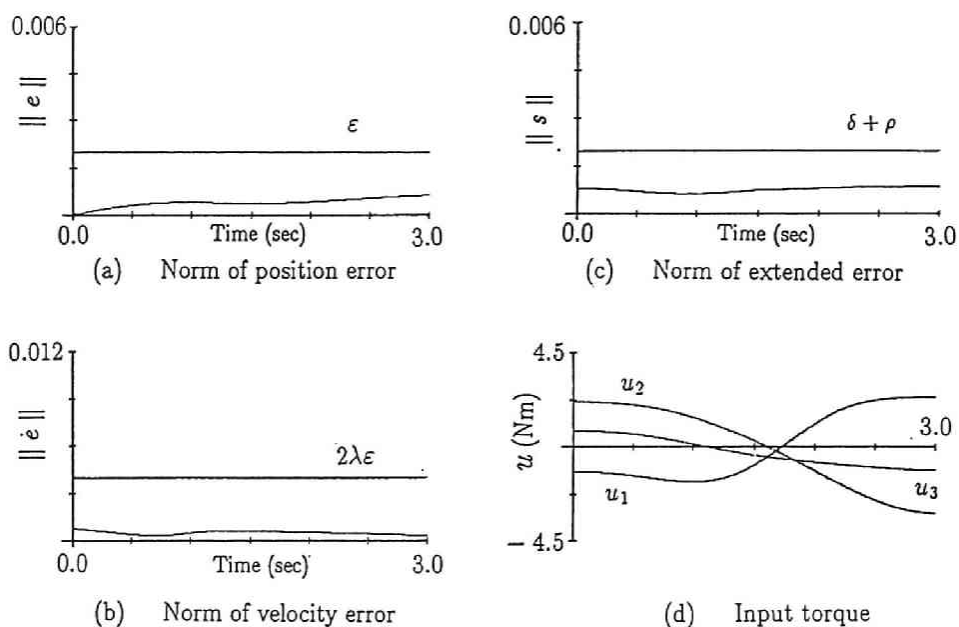 0.006
|| e ||
ε
0.0
Time (sec)
3.0
(a) Norm of position error
0.006
|| s ||
δ + ρ
0.0
Time (sec)
3.0
(c) Norm of extended error
0.012
|| ė ||
2λε
0.0
Time (sec)
3.0
(b) Norm of velocity error
4.5
u (Nm)
u₂
3.0
u₁
u₃
− 4.5
(d) Input torque